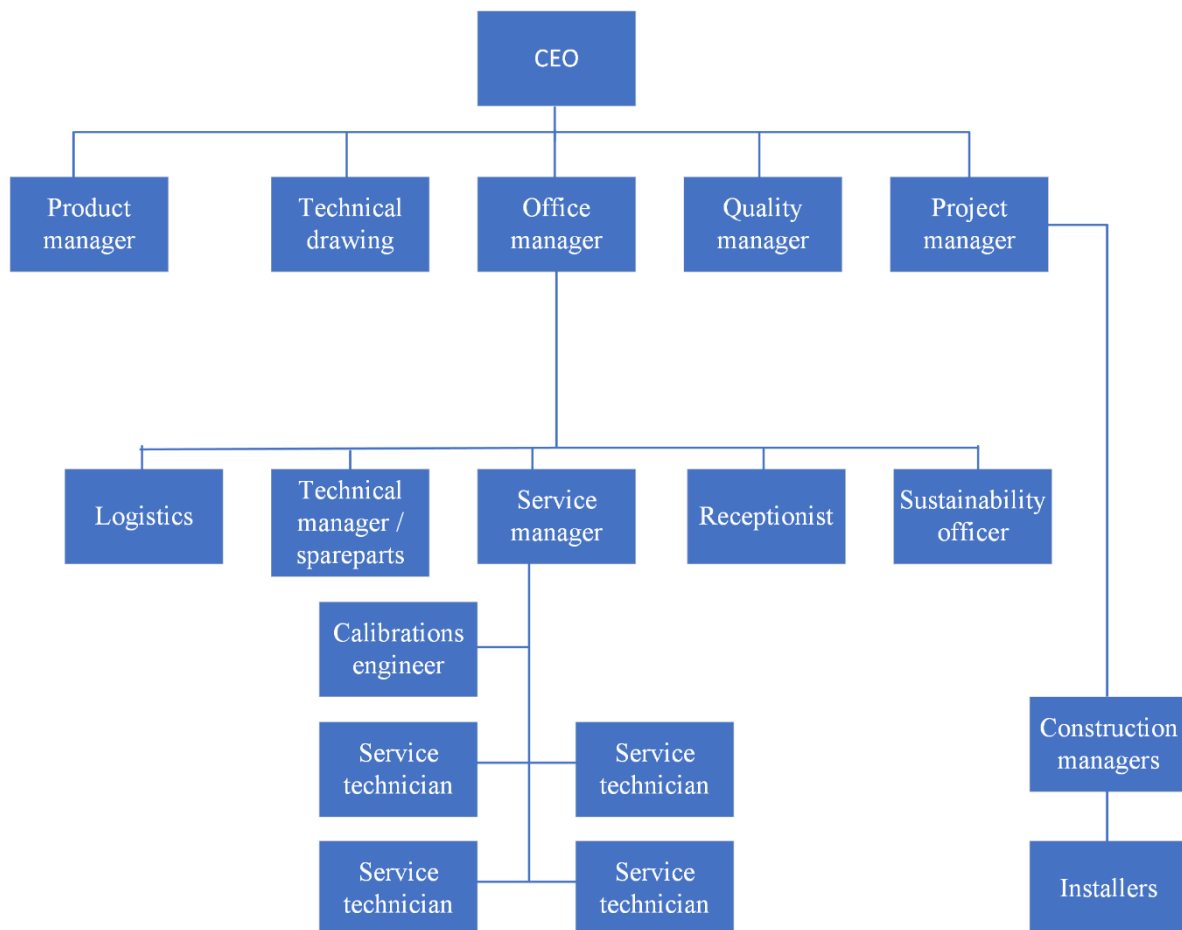 CEO
Product
manager
Technical
drawing
Office
manager
Quality
manager
Project
manager
Logistics
Technical
manager /
spareparts
Service
manager
Receptionist
Sustainability
officer
Calibrations
engineer
Service
technician
Service
technician
Service
technician
Service
technician
Construction
managers
Installers